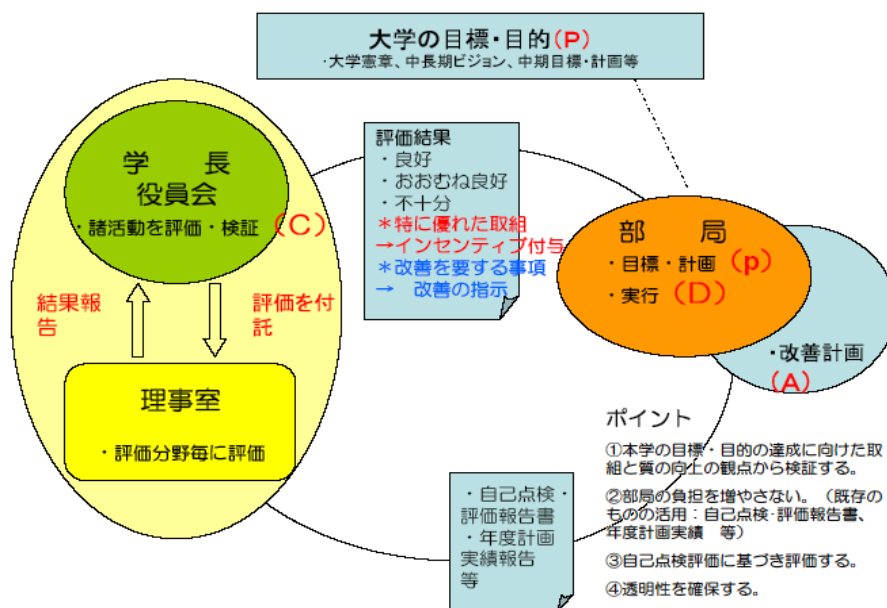 大学の目標・目的(P)
・大学憲章、中長期ビジョン、中期目標・計画等
学　長
役員会
・諸活動を評価・検証（C）
結果報
告
評価を付
託
理事室
・評価分野毎に評価
評価結果
・良好
・おおむね良好
・不十分
＊特に優れた取組
→インセンティブ付与
＊改善を要する事項
→　改善の指示
部　局
・目標・計画（p）
・実行（D）
・改善計画
（A）
・自己点検・
評価報告書
・年度計画
実績報告
等
ポイント
①本学の目標・目的の達成に向けた取
組と質の向上の観点から検証する。
②部局の負担を増やさない。（既存の
ものの活用：自己点検・評価報告書、
年度計画実績　等）
③自己点検評価に基づき評価する。
④透明性を確保する。